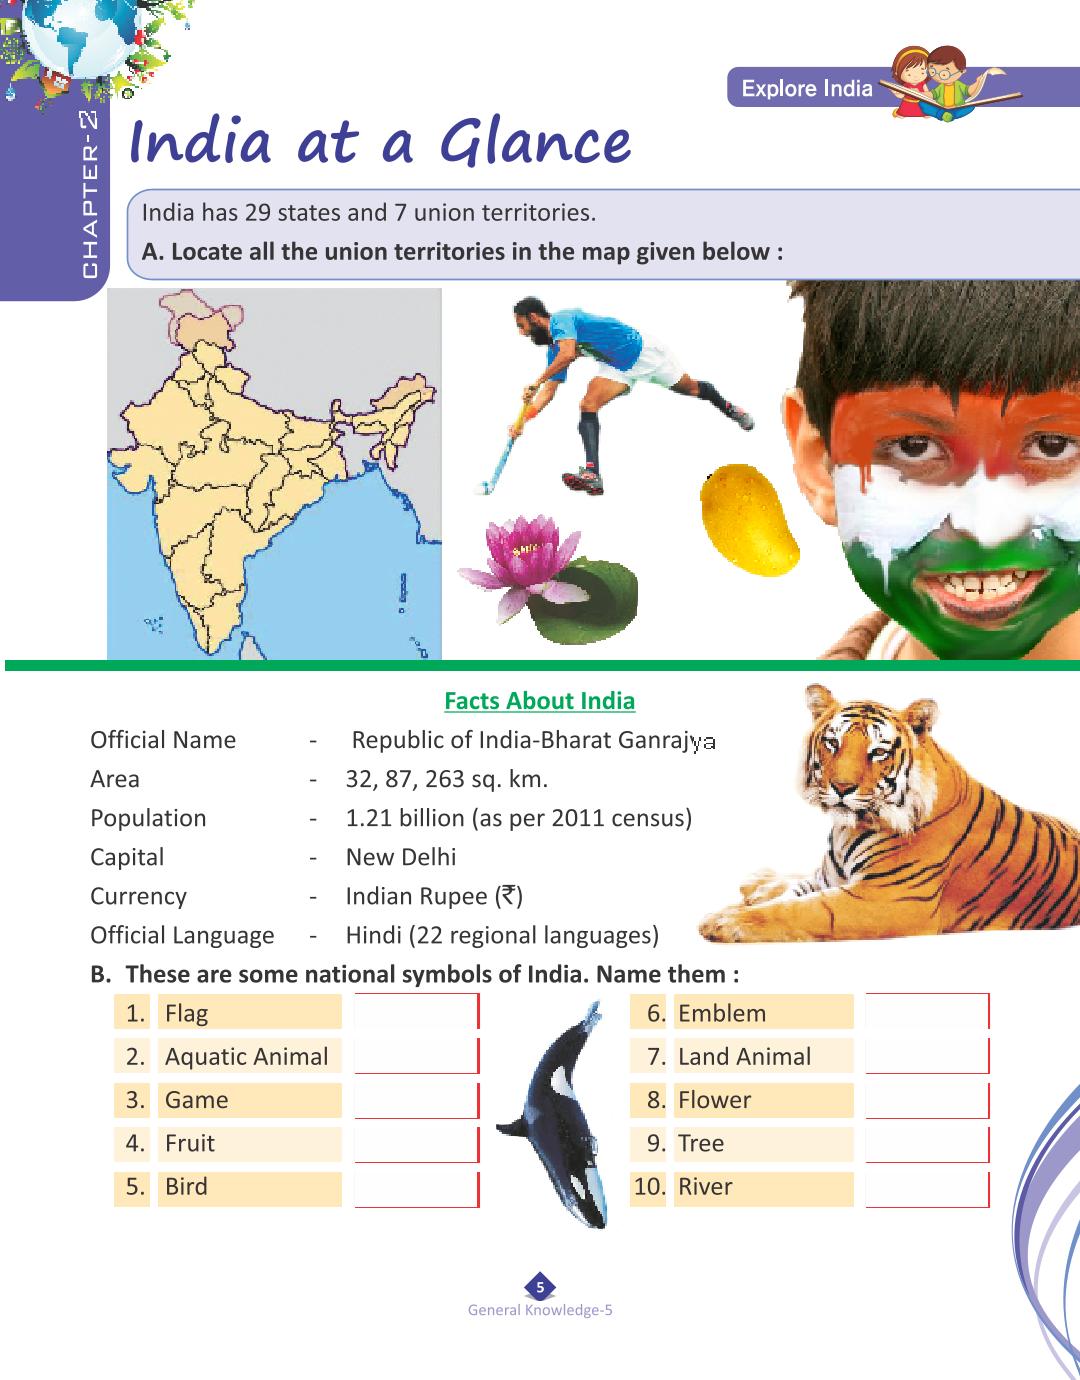 CHAPTER-2
Explore India
India at a Glance
India has 29 states and 7 union territories.
A. Locate all the union territories in the map given below :
Facts About India
Official Name - Republic of India-Bharat Ganrajya
Area - 32, 87, 263 sq. km.
Population - 1.21 billion (as per 2011 census)
Capital - New Delhi
Currency - Indian Rupee (₹)
Official Language - Hindi (22 regional languages)
B. These are some national symbols of India. Name them :
1. Flag
2. Aquatic Animal
3. Game
4. Fruit
5. Bird
6. Emblem
7. Land Animal
8. Flower
9. Tree
10. River
5
General Knowledge-5